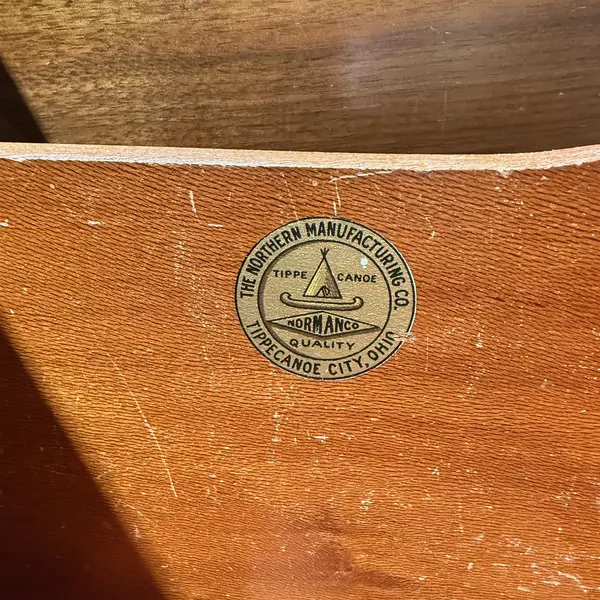 THE NORTHERN MANUFACTURING CO.
TIPPE CANOE
NORMANCO
QUALITY
TIPPECANOE CITY, OHIO